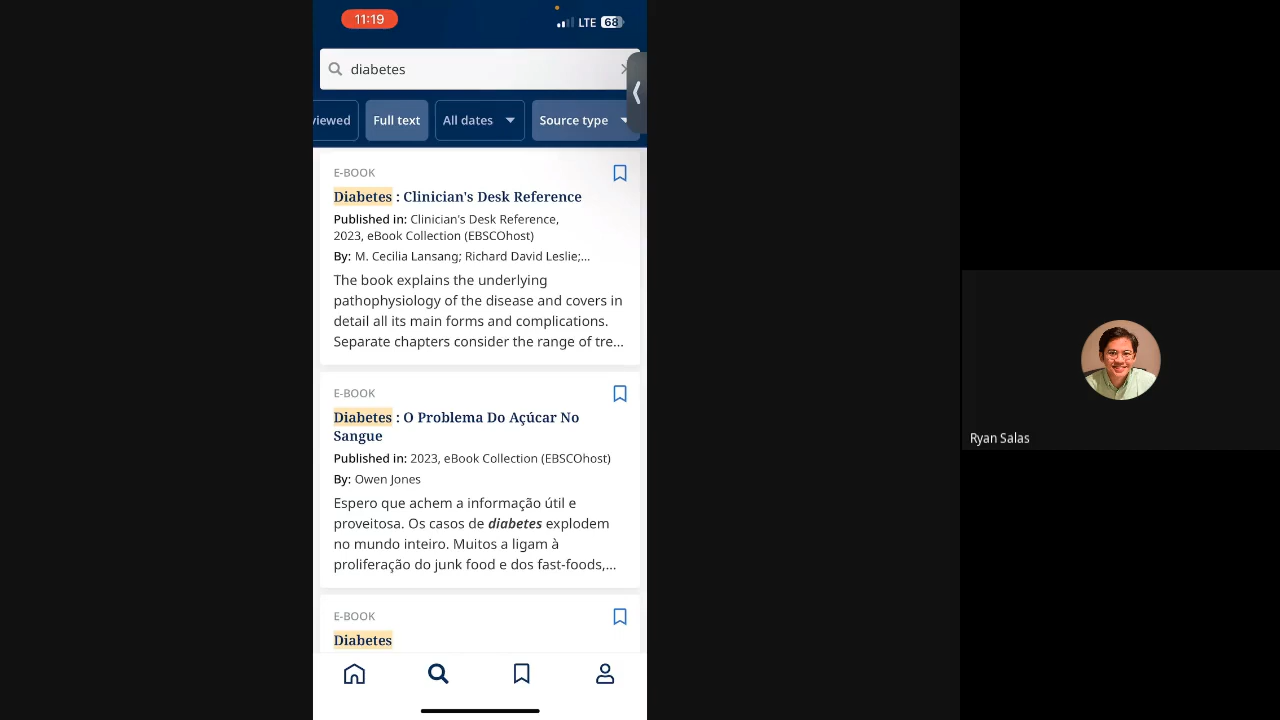 11:19
LTE 68
diabetes
viewed Full text All dates Source type
E-BOOK
Diabetes : Clinician's Desk Reference
Published in: Clinician's Desk Reference,
2023, eBook Collection (EBSCOhost)
By: M. Cecilia Lansang; Richard David Leslie;...
The book explains the underlying
pathophysiology of the disease and covers in
detail all its main forms and complications.
Separate chapters consider the range of tre...
E-BOOK
Diabetes : O Problema Do Açúcar No
Sangue
Published in: 2023, eBook Collection (EBSCOhost)
By: Owen Jones
Espero que achem a informação útil e
proveitosa. Os casos de diabetes explodem
no mundo inteiro. Muitos a ligam à
proliferação do junk food e dos fast-foods,...
E-BOOK
Diabetes
Ryan Salas